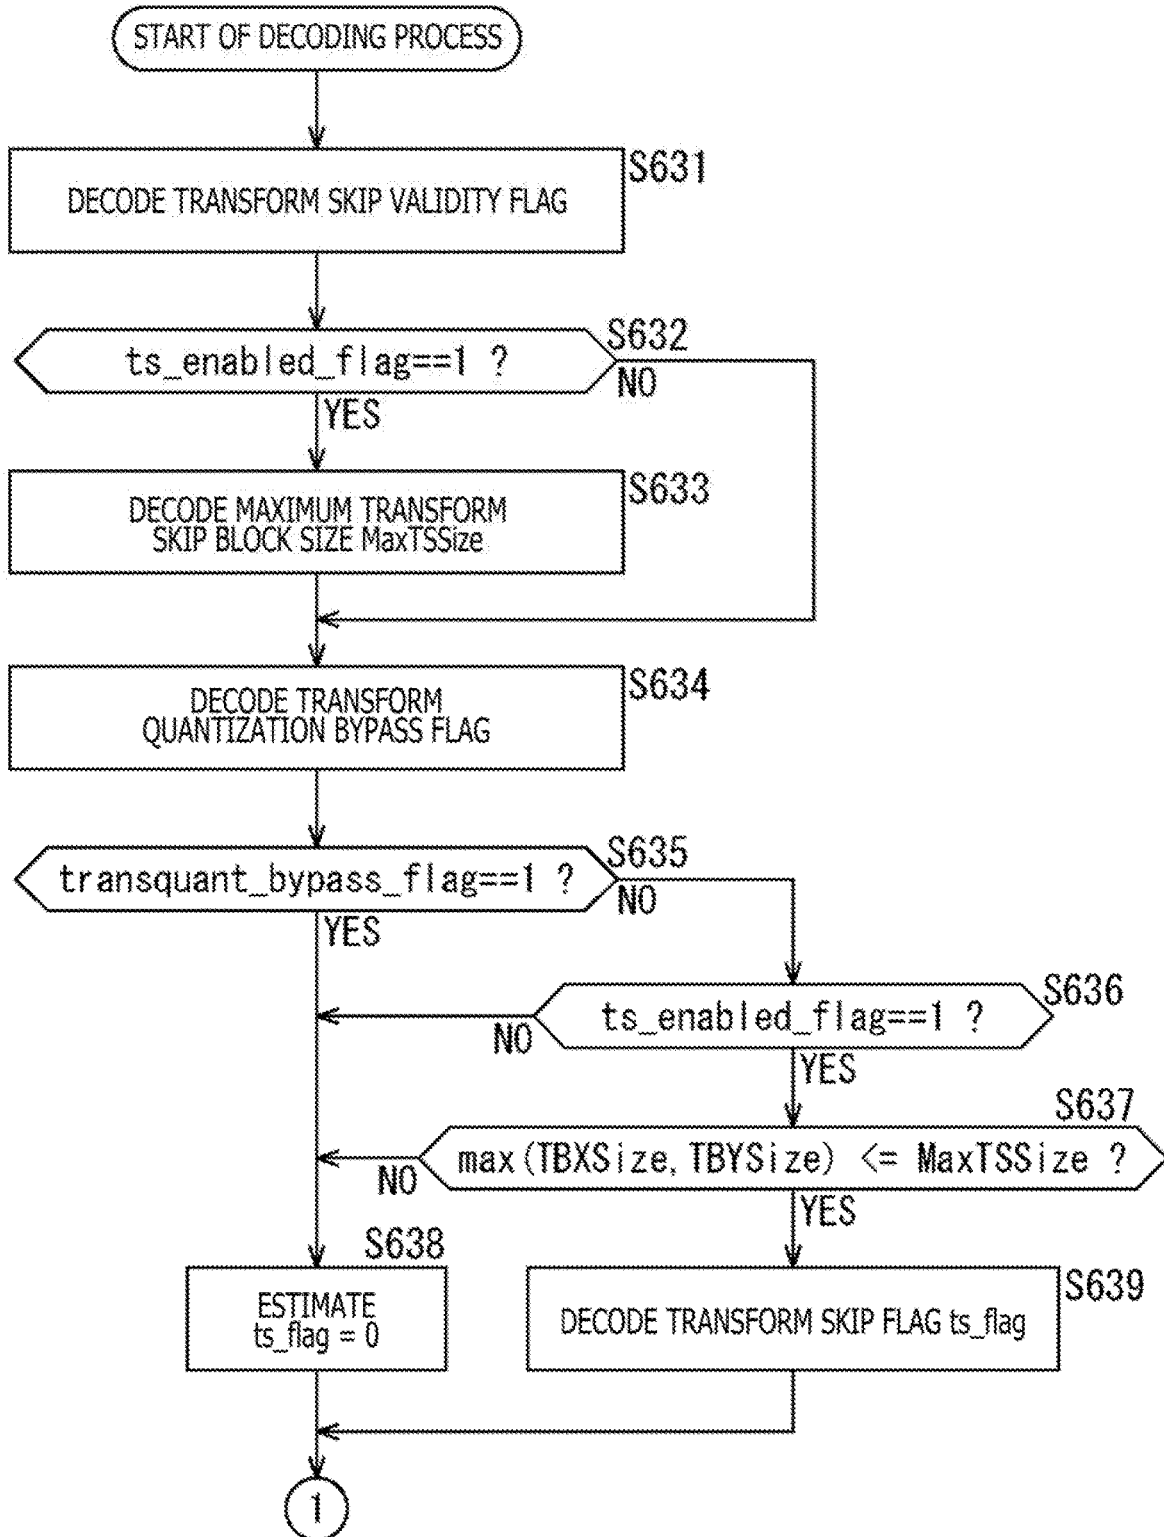 START OF DECODING PROCESS
S631
DECODE TRANSFORM SKIP VALIDITY FLAG
S632
ts_enabled_flag==1 ?
NO
YES
S633
DECODE MAXIMUM TRANSFORM
SKIP BLOCK SIZE MaxTSSize
S634
DECODE TRANSFORM
QUANTIZATION BYPASS FLAG
S635
transquant_bypass_flag==1 ?
NO
YES
S636
ts_enabled_flag==1 ?
NO
YES
S637
max(TBXSize, TBYSize) <= MaxTSSize ?
NO
YES
S638
ESTIMATE
ts_flag = 0
S639
DECODE TRANSFORM SKIP FLAG ts_flag
1